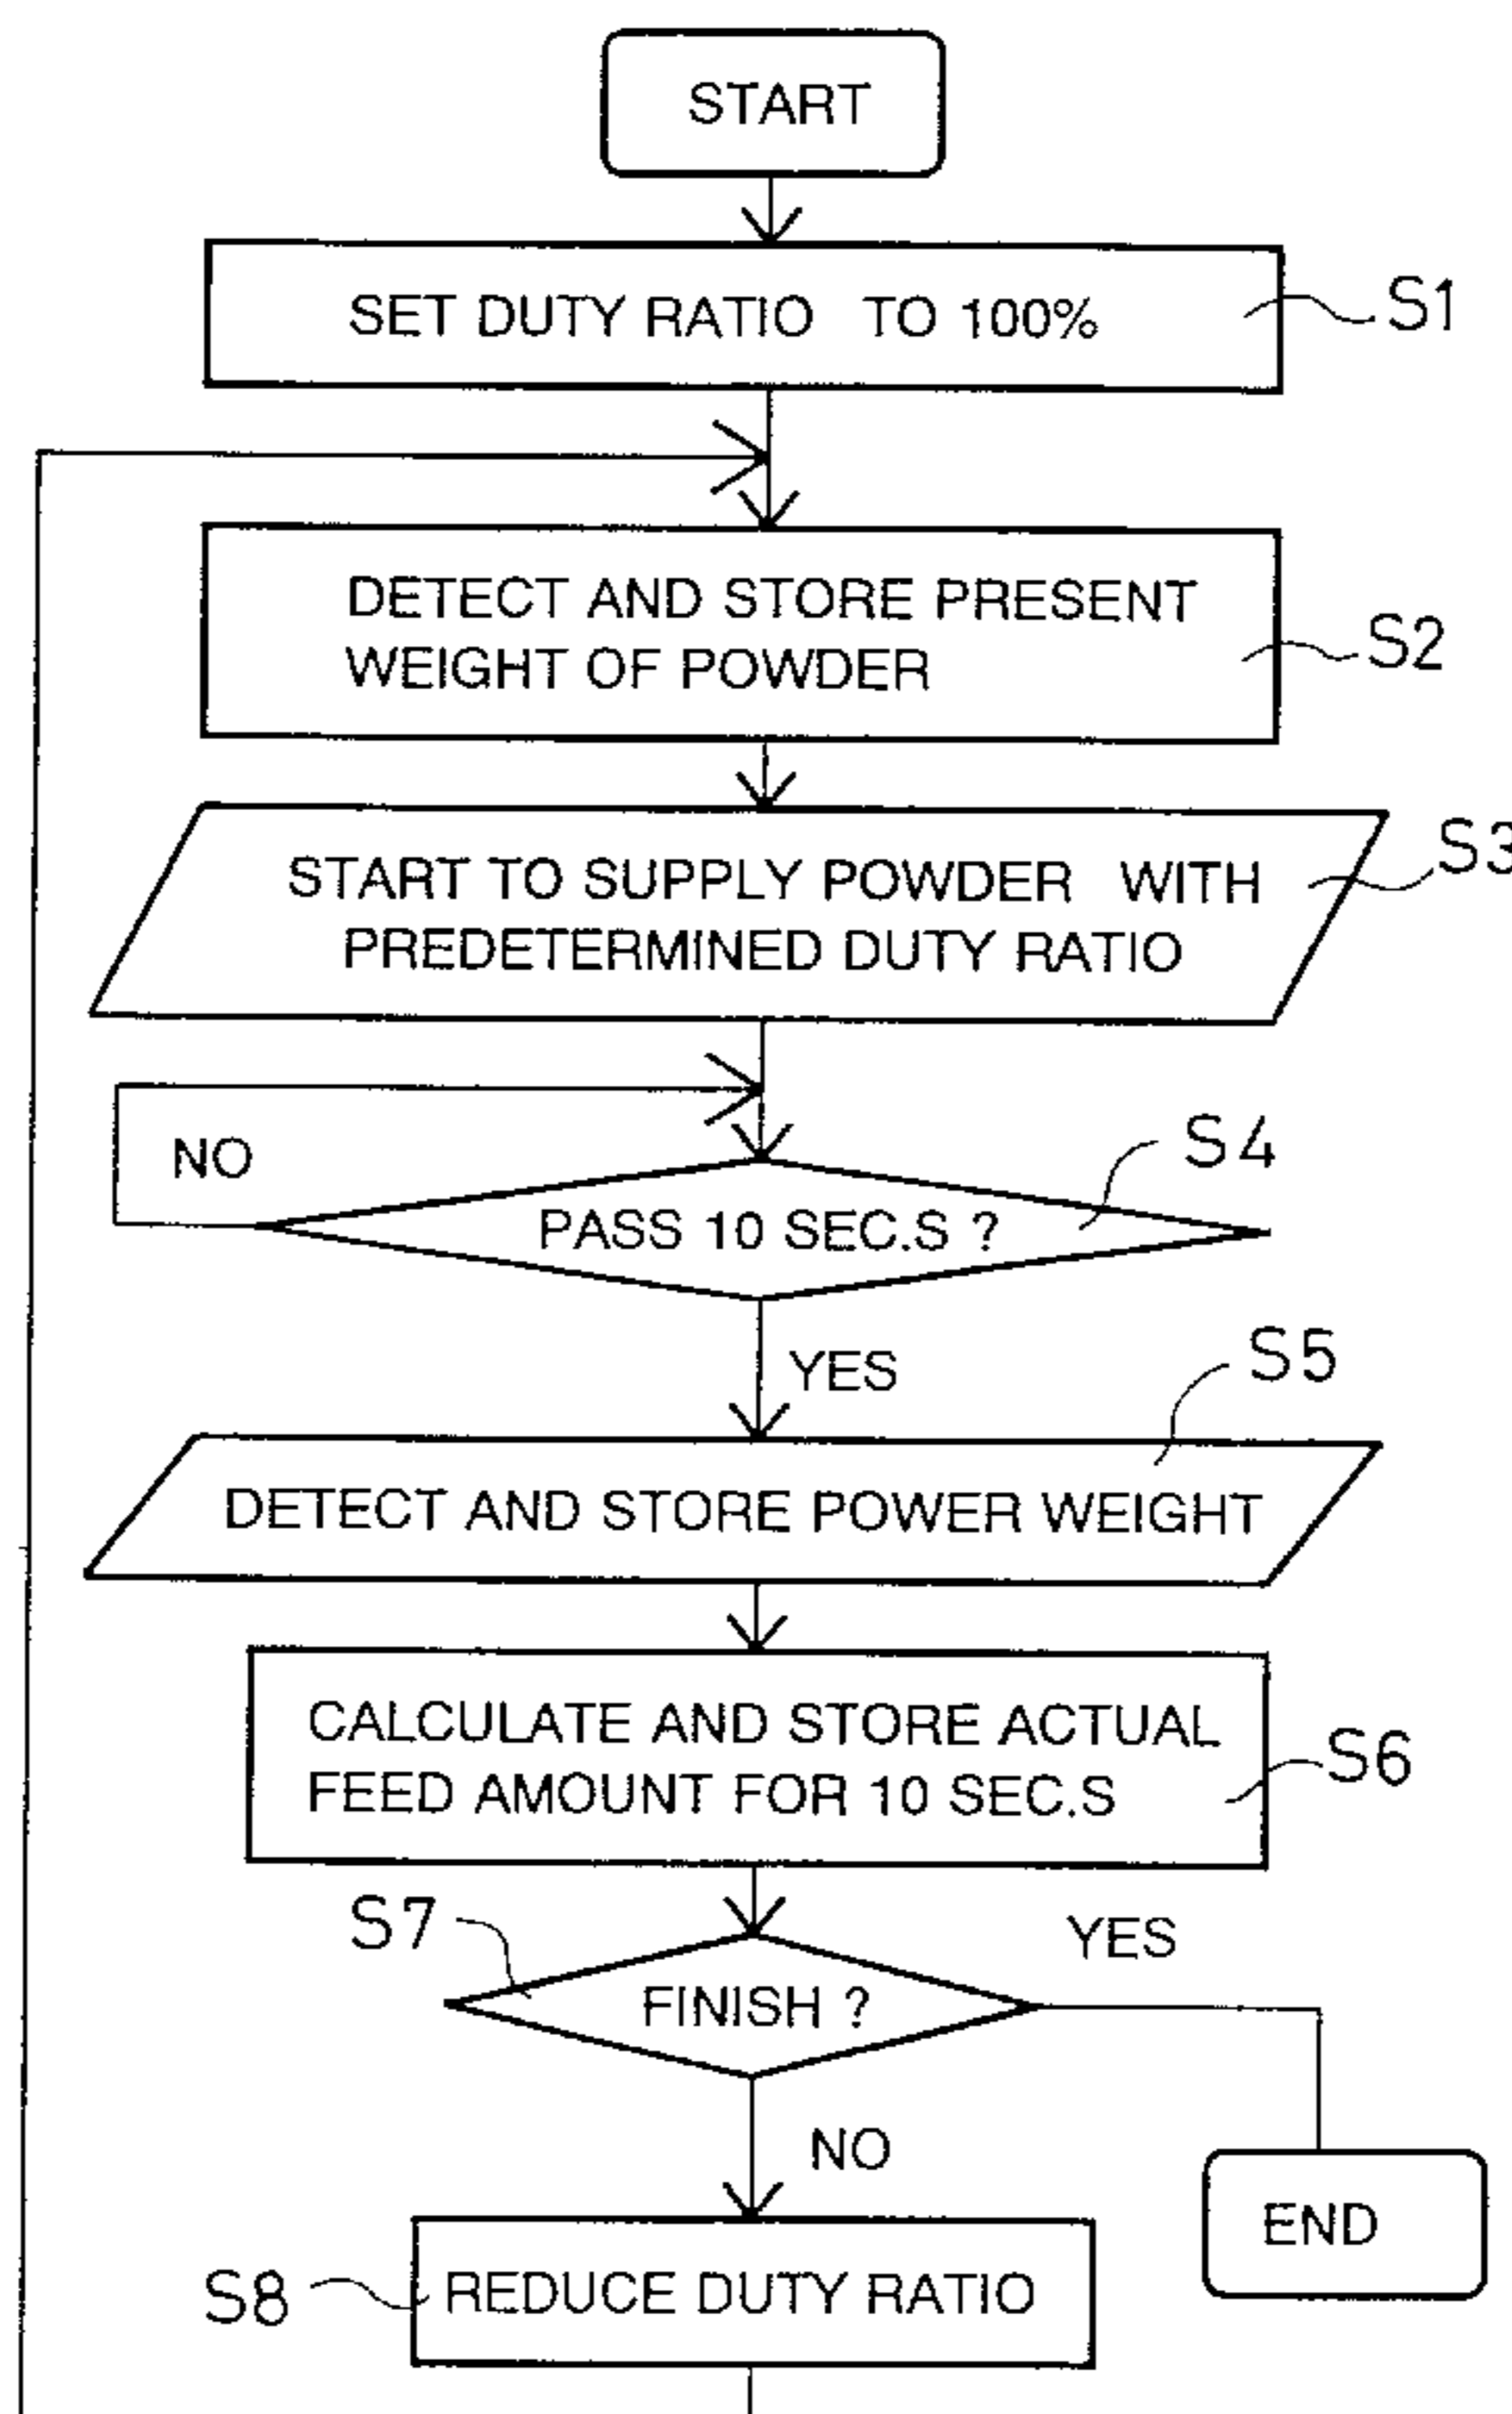 START
SET DUTY RATIO TO 100%
S1
DETECT AND STORE PRESENT
WEIGHT OF POWDER
S2
START TO SUPPLY POWDER WITH
PREDETERMINED DUTY RATIO
S3
NO
S4
PASS 10 SEC.S ?
YES
S5
DETECT AND STORE POWER WEIGHT
CALCULATE AND STORE ACTUAL
FEED AMOUNT FOR 10 SEC.S
S6
S7
YES
FINISH ?
NO
END
S8
REDUCE DUTY RATIO